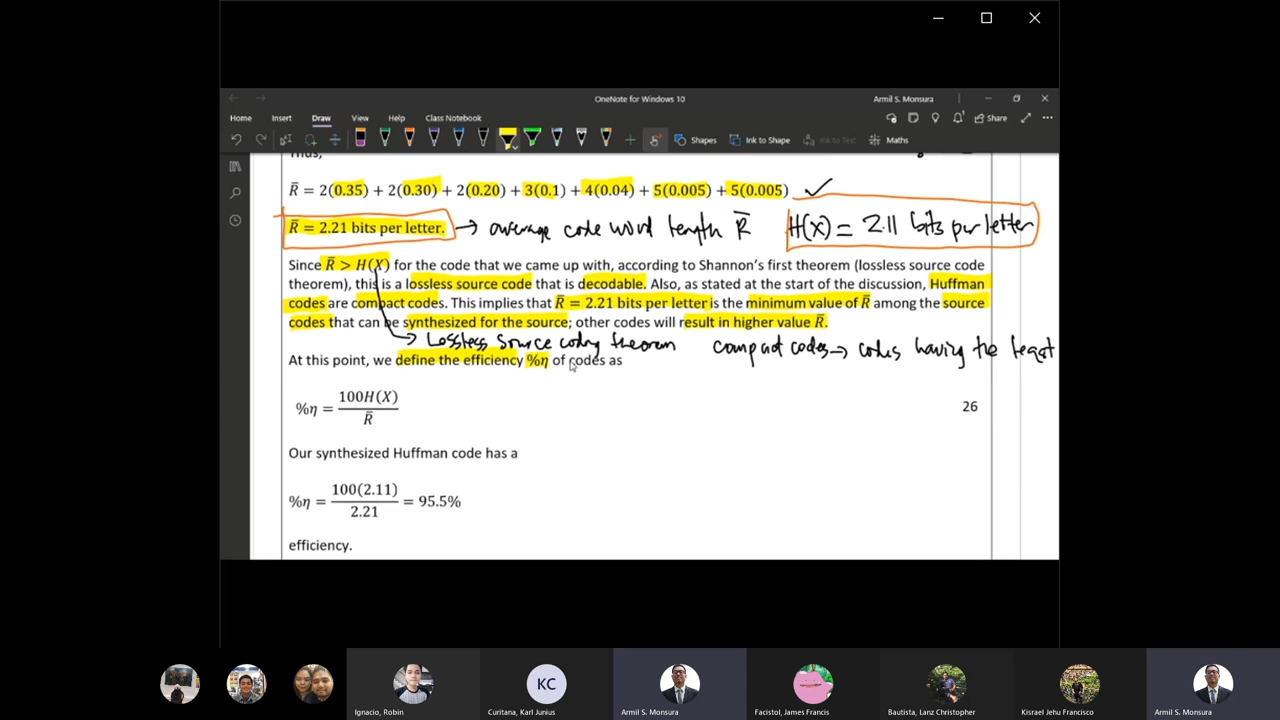 OneNote for Windows 10
Armil S. Monsura
Home Insert Draw View Help Class Notebook
Share
Shapes Ink to Shape Ink to Text Maths
Thus,
R̄ = 2(0.35) + 2(0.30) + 2(0.20) + 3(0.1) + 4(0.04) + 5(0.005) + 5(0.005) ✓
R̄ = 2.21 bits per letter. → average code word length R̄ H(X) = 2.11 bits per letter
Since R̄ > H(X) for the code that we came up with, according to Shannon's first theorem (lossless source code
theorem), this is a lossless source code that is decodable. Also, as stated at the start of the discussion, Huffman
codes are compact codes. This implies that R̄ = 2.21 bits per letter is the minimum value of R̄ among the source
codes that can be synthesized for the source; other codes will result in higher value R̄.
→ Lossless source coding theorem compact codes → codes having the least
At this point, we define the efficiency %η of codes as
%η = 100H(X) / R̄
26
Our synthesized Huffman code has a
%η = 100(2.11) / 2.21 = 95.5%
efficiency.
KC
Ignacio, Robin Curitana, Karl Junius Armil S. Monsura Facistol, James Francis Bautista, Lanz Christopher Kisrael Jehu Francisco Armil S. Monsura